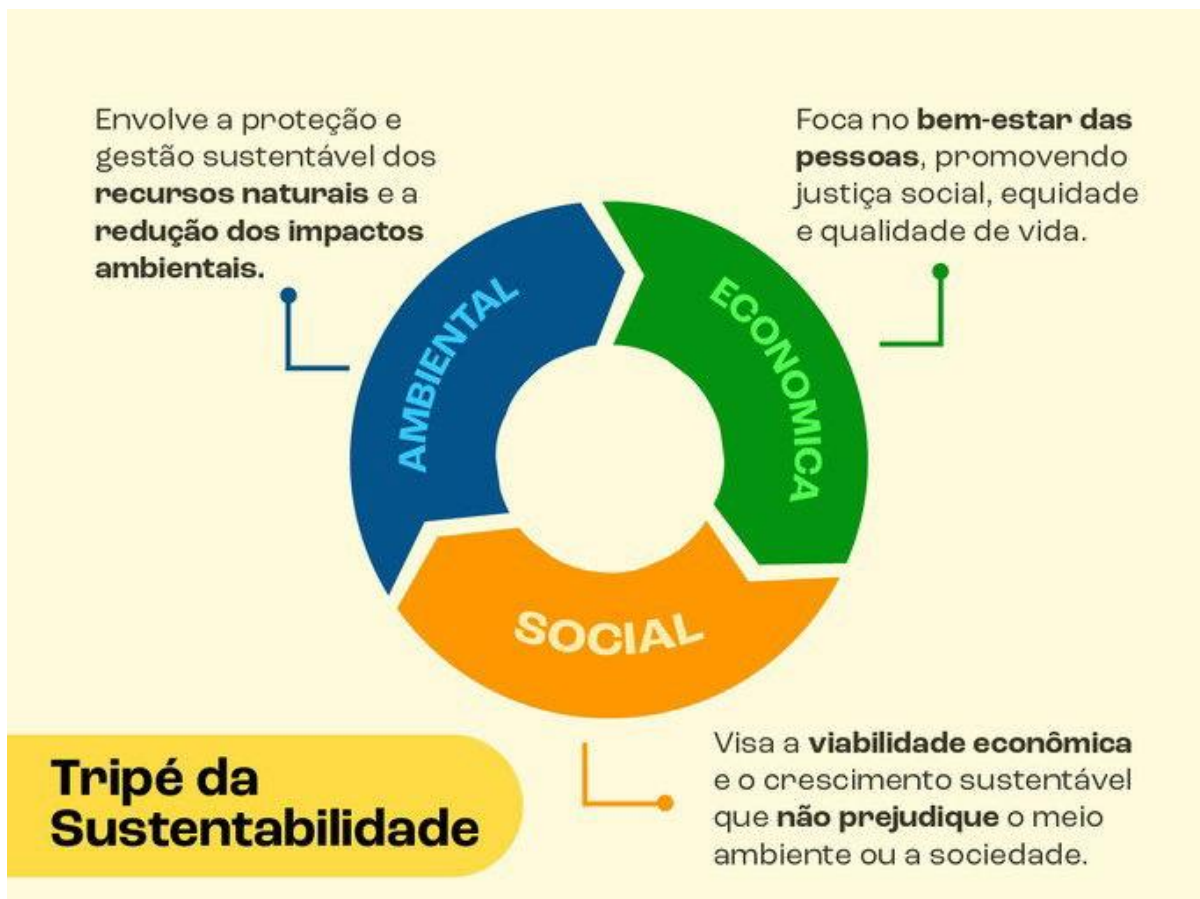 Envolve a proteção e
gestão sustentável dos
recursos naturais e a
redução dos impactos
ambientais.
Foca no bem-estar das
pessoas, promovendo
justiça social, equidade
e qualidade de vida.
AMBIENTAL
ECONOMICA
SOCIAL
Visa a viabilidade econômica
e o crescimento sustentável
que não prejudique o meio
ambiente ou a sociedade.
Tripé da
Sustentabilidade